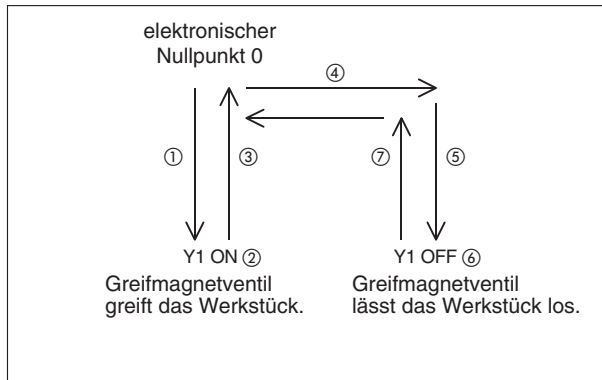 elektronischer
Nullpunkt 0
④
①
③
⑦
⑤
Y1 ON ②
Y1 OFF ⑥
Greifmagnetventil
greift das Werkstück.
Greifmagnetventil
lässt das Werkstück los.